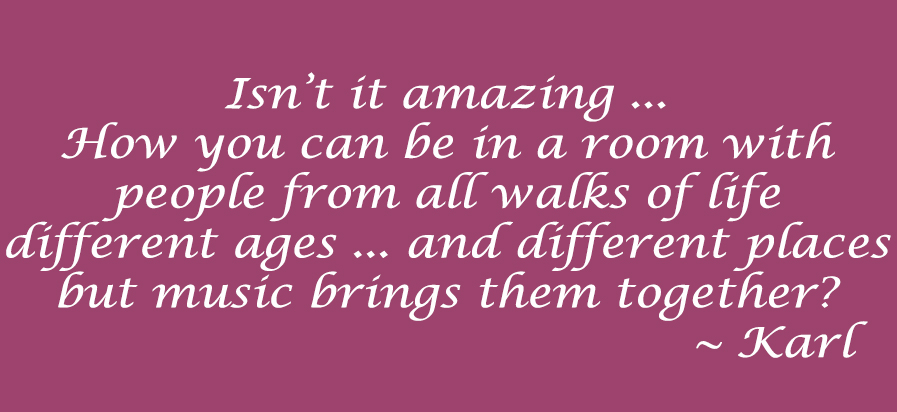 Isn't it amazing ...
How you can be in a room with
people from all walks of life
different ages ... and different places
but music brings them together?
~ Karl